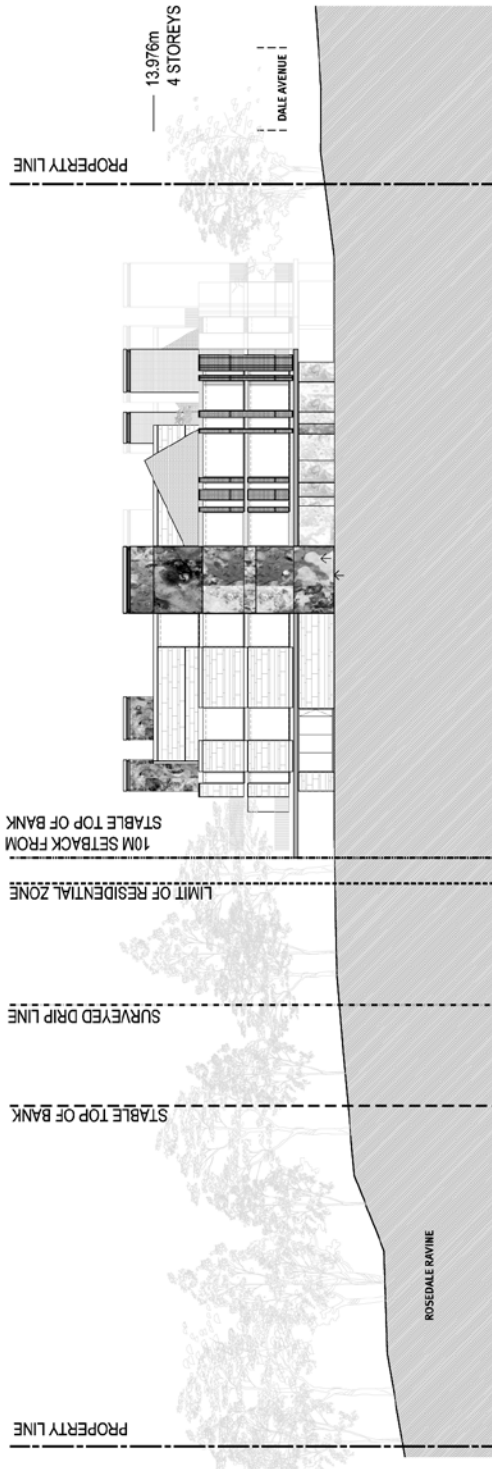 PROPERTY LINE
STABLE TOP OF BANK
SURVEYED DRIP LINE
LIMIT OF RESIDENTIAL ZONE
10M SETBACK FROM
STABLE TOP OF BANK
PROPERTY LINE
13.976m
4 STOREYS
DALE AVENUE
ROSEDALE RAVINE